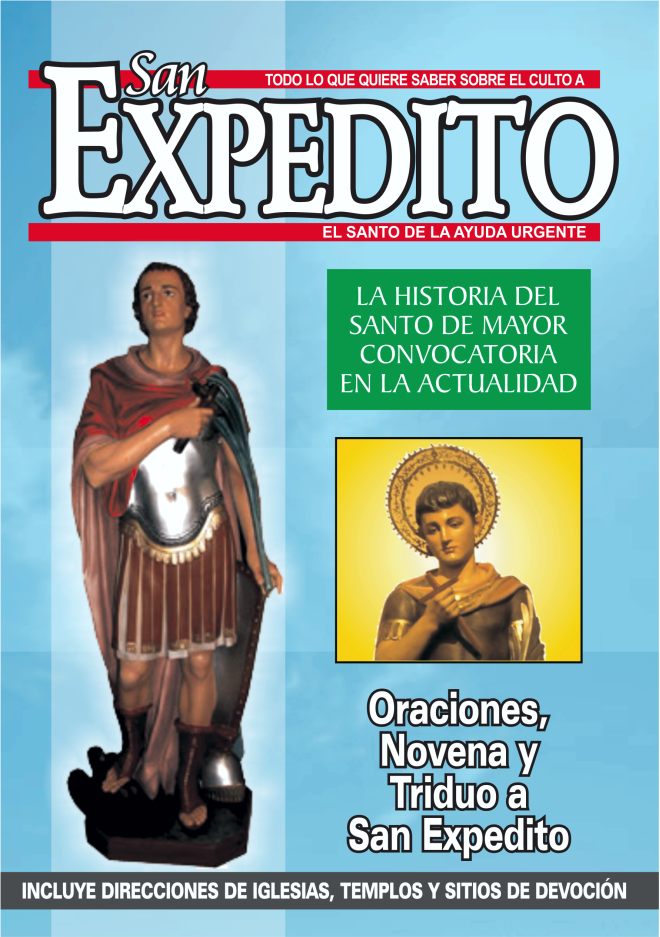 TODO LO QUE QUIERE SABER SOBRE EL CULTO A
San
EXPEDITO
EL SANTO DE LA AYUDA URGENTE
LA HISTORIA DEL
SANTO DE MAYOR
CONVOCATORIA
EN LA ACTUALIDAD
Oraciones,
Novena y
Triduo a
San Expedito
INCLUYE DIRECCIONES DE IGLESIAS, TEMPLOS Y SITIOS DE DEVOCIÓN